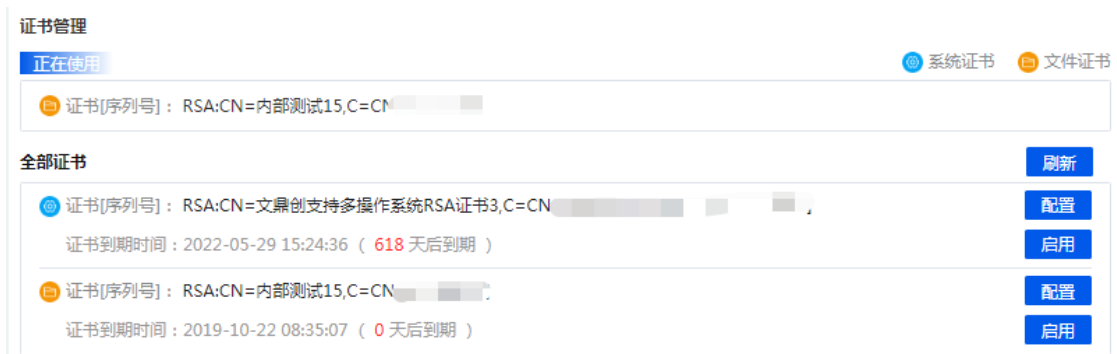 证书管理
正在使用
系统证书 文件证书
证书[序列号]： RSA:CN=内部测试15,C=CN
全部证书 刷新
证书[序列号]： RSA:CN=文鼎创支持多操作系统RSA证书3,C=CN 配置
证书到期时间：2022-05-29 15:24:36 （ 618 天后到期 ） 启用
证书[序列号]： RSA:CN=内部测试15,C=CN 配置
证书到期时间：2019-10-22 08:35:07 （ 0 天后到期 ） 启用